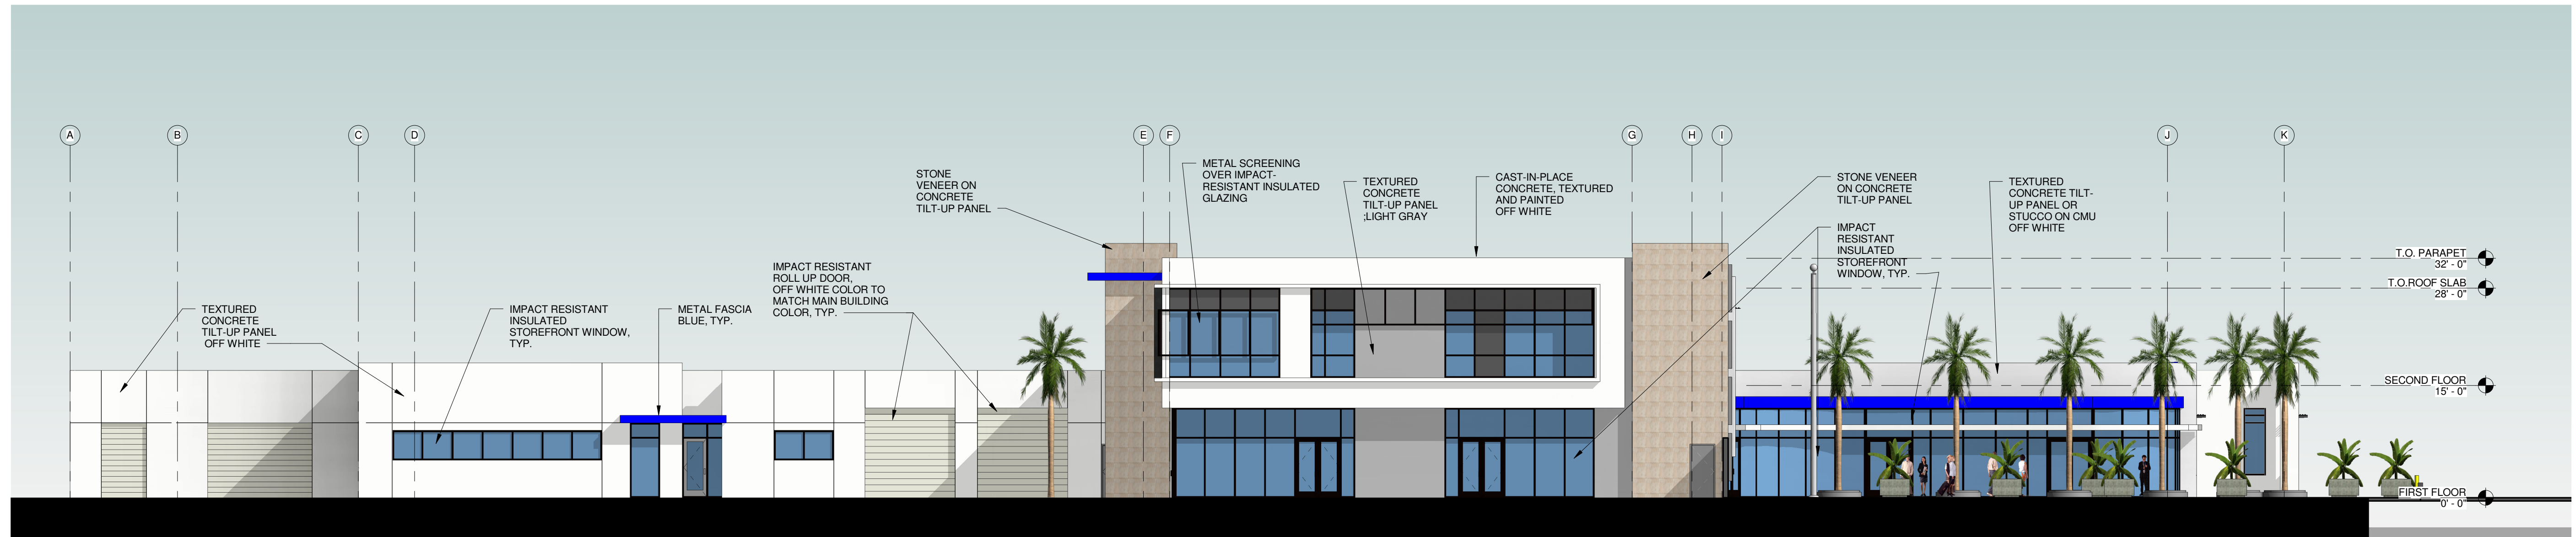 A
B
C
D
E
F
G
H
I
J
K
TEXTURED
CONCRETE
TILT-UP PANEL
OFF WHITE
IMPACT RESISTANT
INSULATED
STOREFRONT WINDOW,
TYP.
METAL FASCIA
BLUE, TYP.
IMPACT RESISTANT
ROLL UP DOOR,
OFF WHITE COLOR TO
MATCH MAIN BUILDING
COLOR, TYP.
STONE
VENEER ON
CONCRETE
TILT-UP PANEL
METAL SCREENING
OVER IMPACT-
RESISTANT INSULATED
GLAZING
TEXTURED
CONCRETE
TILT-UP PANEL
;LIGHT GRAY
CAST-IN-PLACE
CONCRETE, TEXTURED
AND PAINTED
OFF WHITE
STONE VENEER
ON CONCRETE
TILT-UP PANEL
IMPACT
RESISTANT
INSULATED
STOREFRONT
WINDOW, TYP.
TEXTURED
CONCRETE TILT-
UP PANEL OR
STUCCO ON CMU
OFF WHITE
T.O. PARAPET
32' - 0"
T.O.ROOF SLAB
28' - 0"
SECOND FLOOR
15' - 0"
FIRST FLOOR
0' - 0"